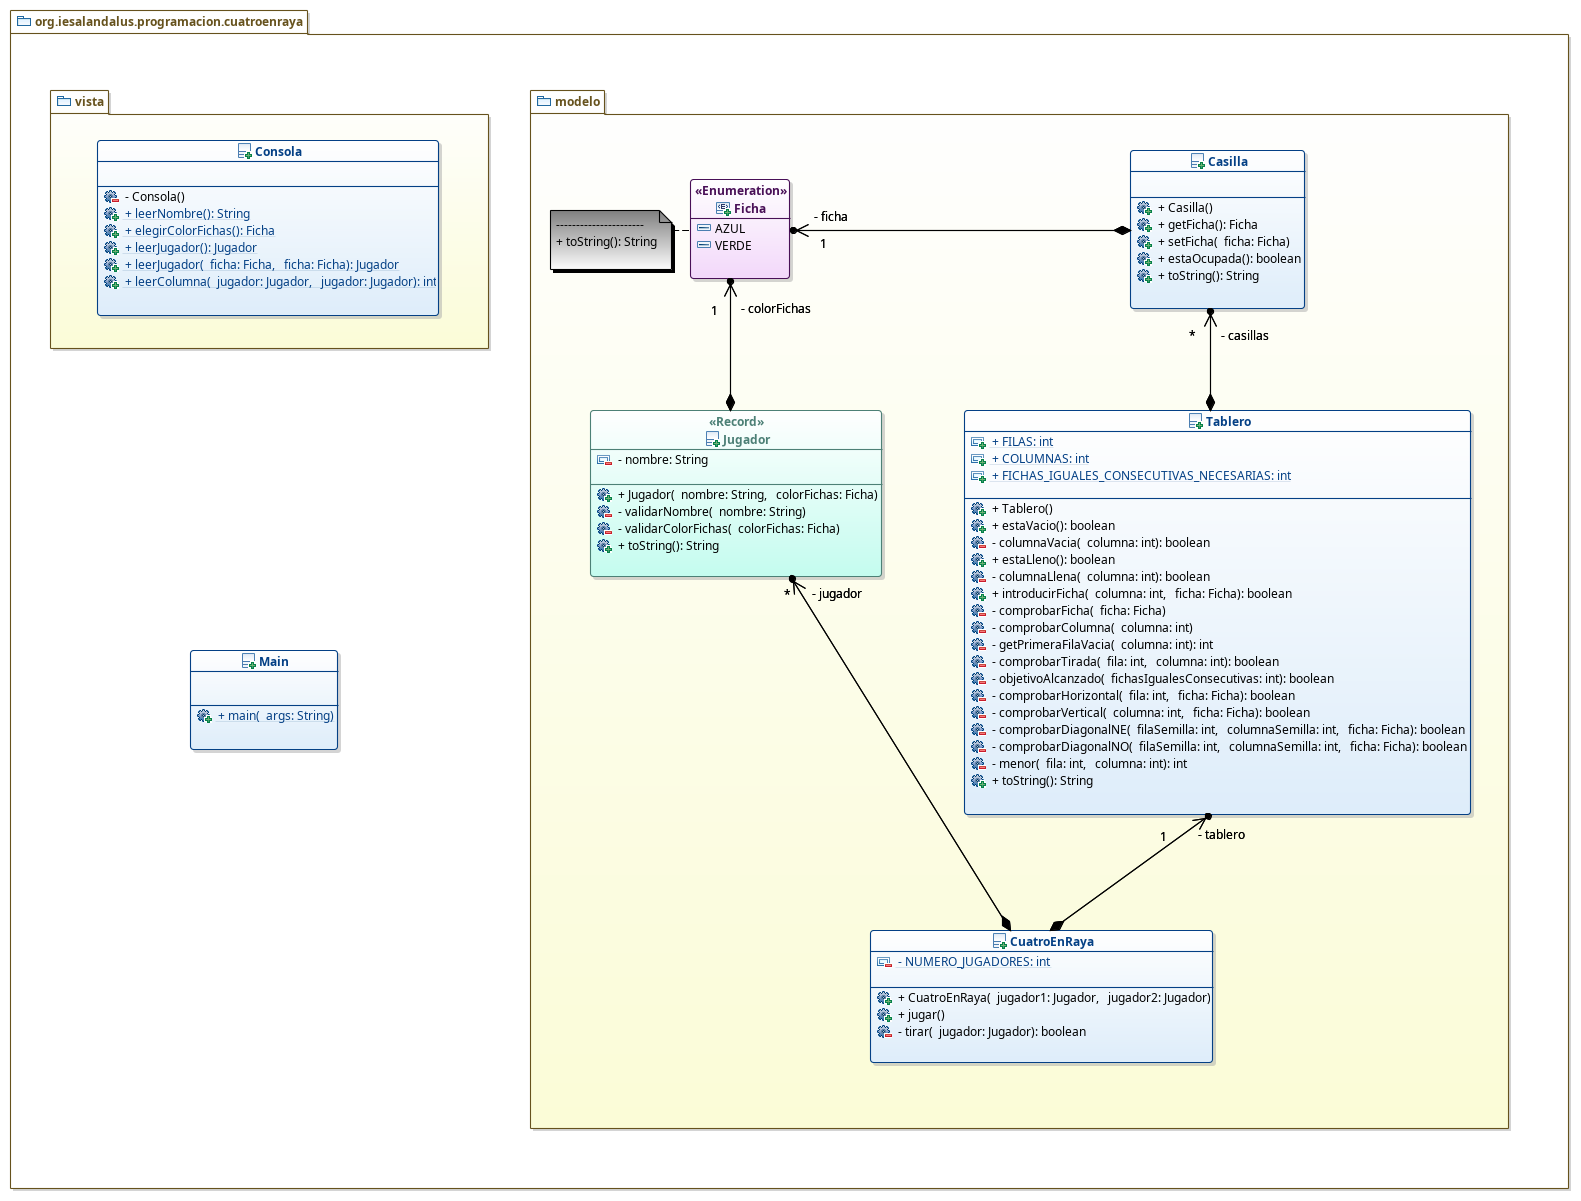 org.iesalandalus.programacion.cuatroenraya
vista
Consola
- Consola()
+ leerNombre(): String
+ elegirColorFichas(): Ficha
+ leerJugador(): Jugador
+ leerJugador( ficha: Ficha, ficha: Ficha): Jugador
+ leerColumna( jugador: Jugador, jugador: Jugador): int
modelo
«Enumeration»
Ficha
AZUL
VERDE
------------------------
+ toString(): String
- ficha
1
Casilla
+ Casilla()
+ getFicha(): Ficha
+ setFicha( ficha: Ficha)
+ estaOcupada(): boolean
+ toString(): String
1
- colorFichas
*
- casillas
«Record»
Jugador
- nombre: String
+ Jugador( nombre: String, colorFichas: Ficha)
- validarNombre( nombre: String)
- validarColorFichas( colorFichas: Ficha)
+ toString(): String
*
- jugador
Tablero
+ FILAS: int
+ COLUMNAS: int
+ FICHAS_IGUALES_CONSECUTIVAS_NECESARIAS: int
+ Tablero()
+ estaVacio(): boolean
- columnaVacia( columna: int): boolean
+ estaLleno(): boolean
- columnaLlena( columna: int): boolean
+ introducirFicha( columna: int, ficha: Ficha): boolean
- comprobarFicha( ficha: Ficha)
- comprobarColumna( columna: int)
- getPrimeraFilaVacia( columna: int): int
- comprobarTirada( fila: int, columna: int): boolean
- objetivoAlcanzado( fichasIgualesConsecutivas: int): boolean
- comprobarHorizontal( fila: int, ficha: Ficha): boolean
- comprobarVertical( columna: int, ficha: Ficha): boolean
- comprobarDiagonalNE( filaSemilla: int, columnaSemilla: int, ficha: Ficha): boolean
- comprobarDiagonalNO( filaSemilla: int, columnaSemilla: int, ficha: Ficha): boolean
- menor( fila: int, columna: int): int
+ toString(): String
1
- tablero
Main
+ main( args: String)
CuatroEnRaya
- NUMERO_JUGADORES: int
+ CuatroEnRaya( jugador1: Jugador, jugador2: Jugador)
+ jugar()
- tirar( jugador: Jugador): boolean